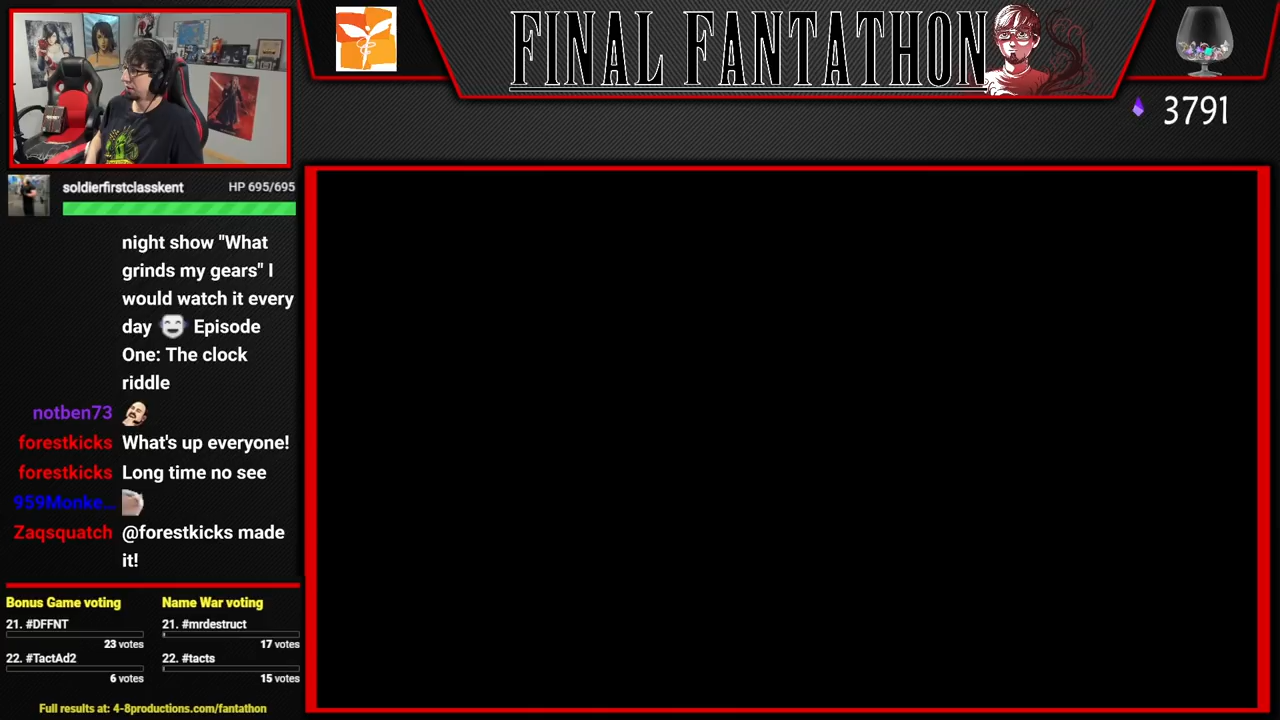 FINAL FANTATHON
3791
soldierfirstclasskent HP 695/695
night show "What
grinds my gears" I
would watch it every
day Episode
One: The clock
riddle
notben73
forestkicks What's up everyone!
forestkicks Long time no see
959Monke...
Zaqsquatch @forestkicks made
it!
Bonus Game voting
21. #DFFNT
23 votes
22. #TactAd2
6 votes
Name War voting
21. #mrdestruct
17 votes
22. #tacts
15 votes
Full results at: 4-8productions.com/fantathon